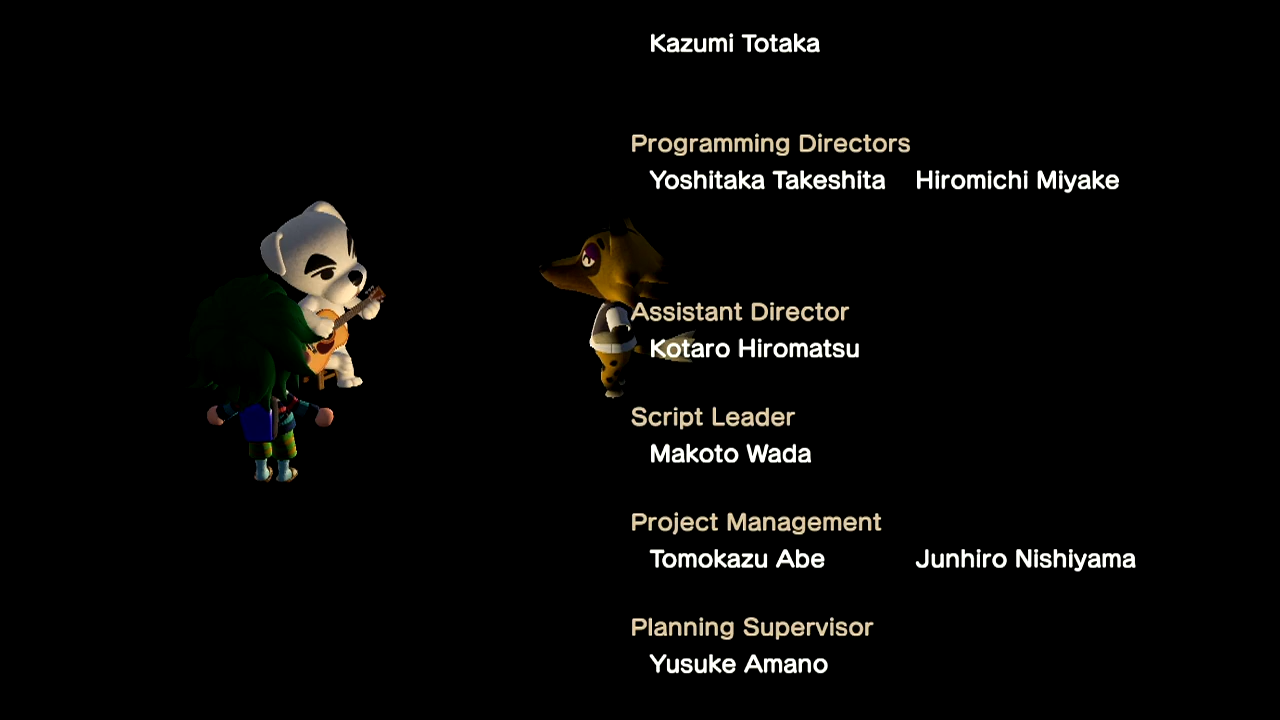 Kazumi Totaka
Programming Directors
Yoshitaka Takeshita Hiromichi Miyake
Assistant Director
Kotaro Hiromatsu
Script Leader
Makoto Wada
Project Management
Tomokazu Abe Junhiro Nishiyama
Planning Supervisor
Yusuke Amano